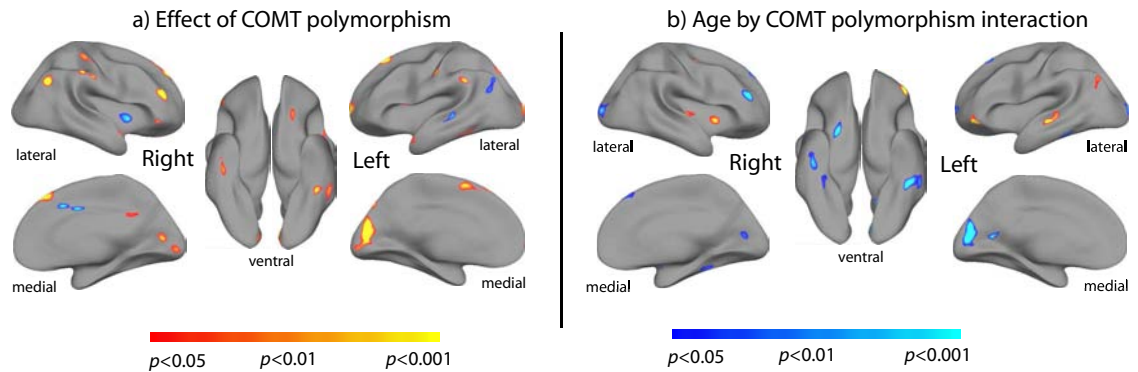 a) Effect of COMT polymorphism
lateral
Right
Left
lateral
medial
ventral
medial
p<0.05 p<0.01 p<0.001
b) Age by COMT polymorphism interaction
lateral
Right
Left
lateral
medial
ventral
medial
p<0.05 p<0.01 p<0.001